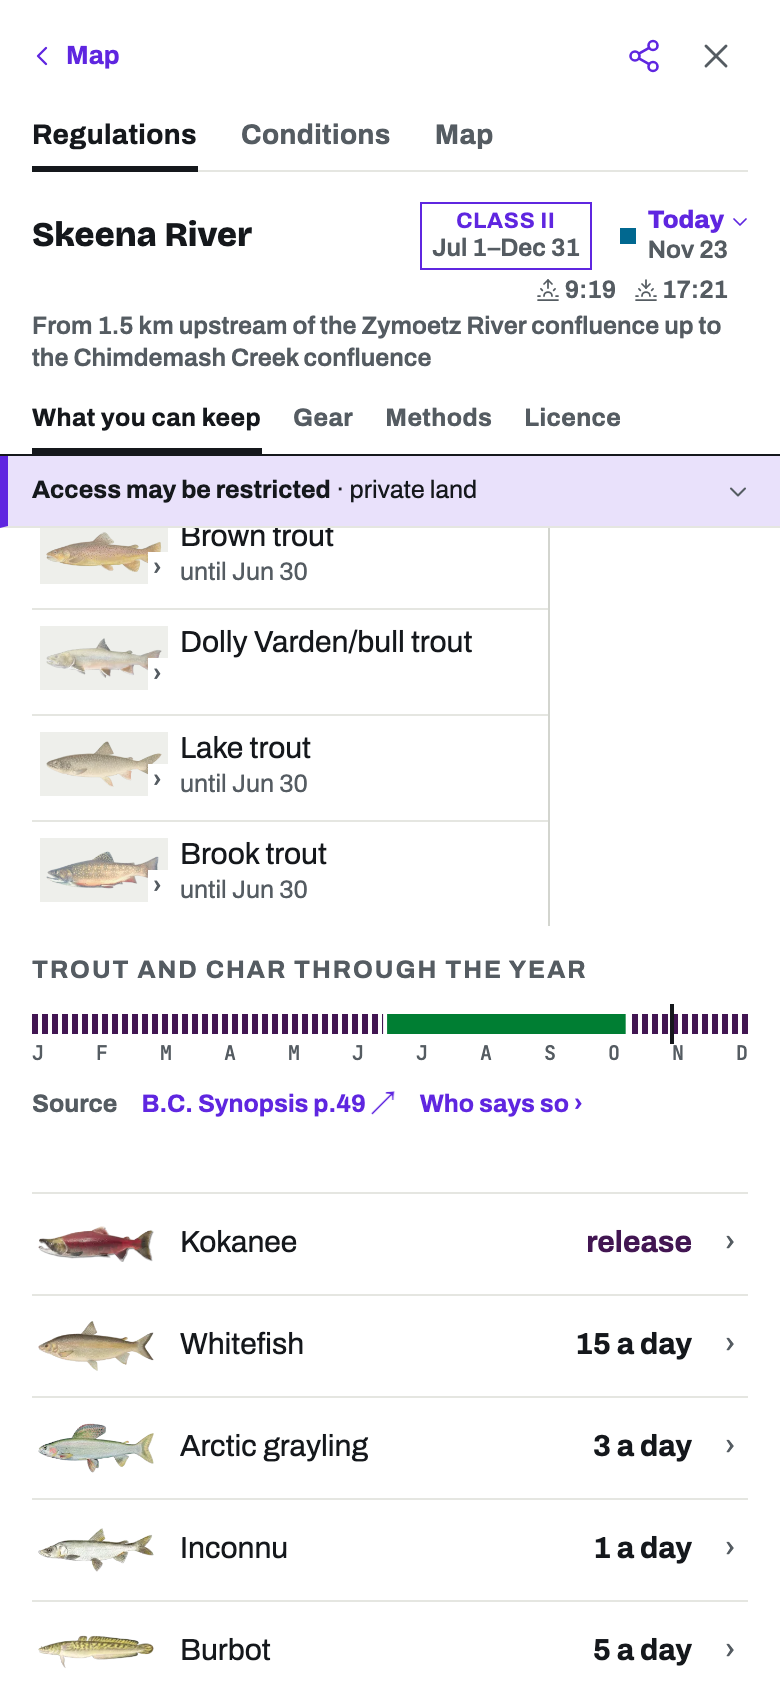 Map
Regulations Conditions Map
Skeena River
CLASS II
Jul 1–Dec 31
Today
Nov 23
9:19 17:21
From 1.5 km upstream of the Zymoetz River confluence up to
the Chimdemash Creek confluence
What you can keep Gear Methods Licence
Access may be restricted · private land
Brown trout
until Jun 30
Dolly Varden/bull trout
Lake trout
until Jun 30
Brook trout
until Jun 30
TROUT AND CHAR THROUGH THE YEAR
J F M A M J J A S O N D
Source B.C. Synopsis p.49 Who says so ›
Kokanee release
Whitefish 15 a day
Arctic grayling 3 a day
Inconnu 1 a day
Burbot 5 a day